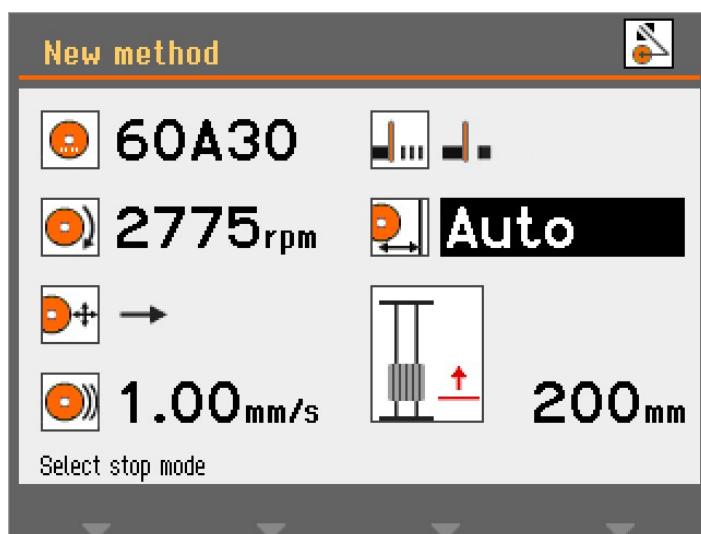 New method
60A30
2775rpm
Auto
1.00mm/s
200mm
Select stop mode